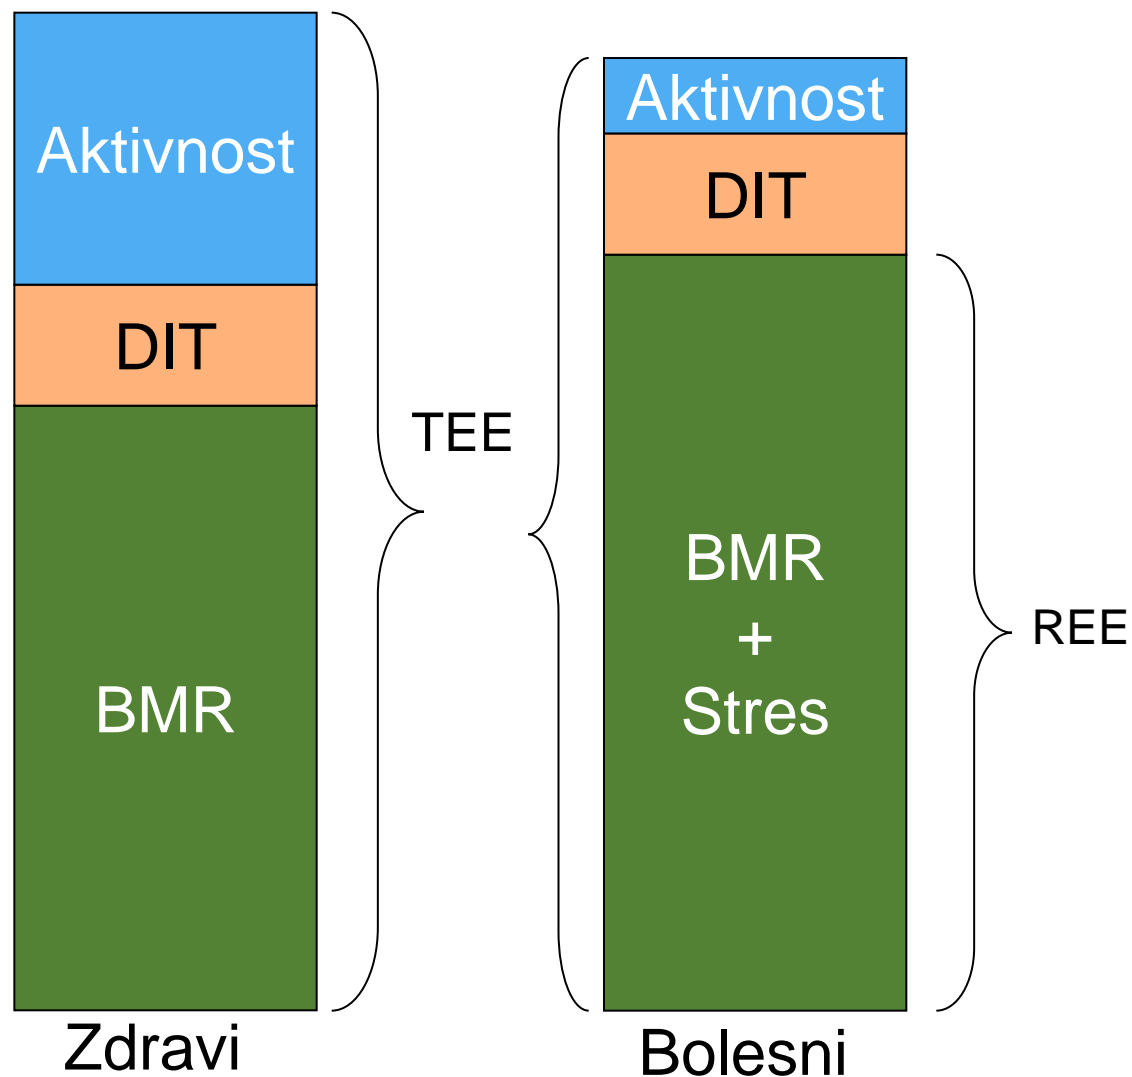 Aktivnost
DIT
BMR
Zdravi
TEE
Aktivnost
DIT
BMR
+
Stres
Bolesni
REE